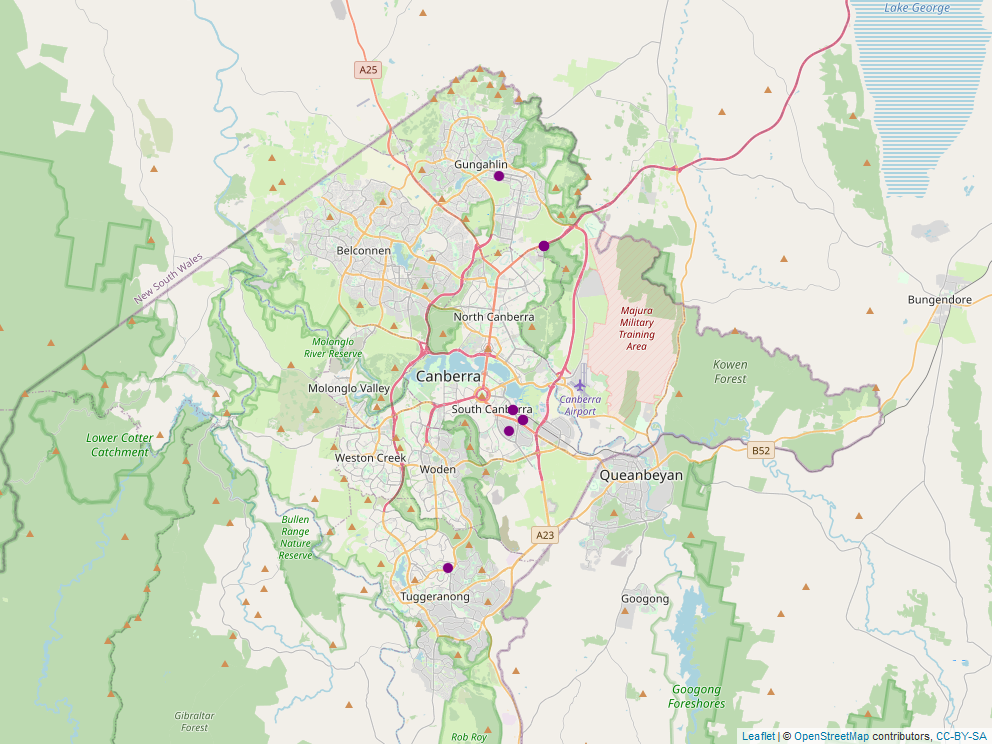 Lake George
A25
Gungahlin
Belconnen
New South Wales
Bungendore
North Canberra
Majura
Military
Training
Area
Molonglo
River Reserve
Kowen
Forest
Canberra
Molonglo Valley
Canberra
Airport
South Canberra
Lower Cotter
Catchment
Weston Creek
Woden
B52
Queanbeyan
Bullen
Range
Nature
Reserve
A23
Tuggeranong
Googong
Googong
Foreshores
Gibraltar
Forest
Rob Roy
Leaflet | © OpenStreetMap contributors, CC-BY-SA